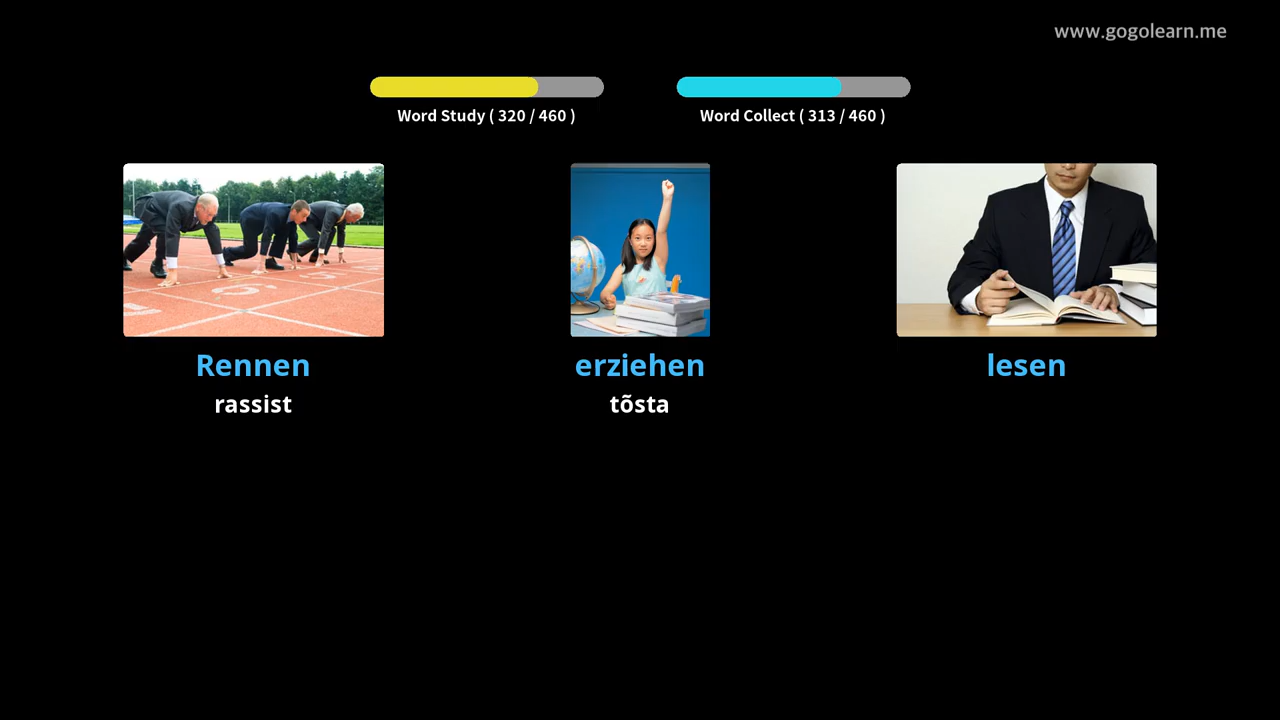 www.gogolearn.me
Word Study ( 320 / 460 )
Word Collect ( 313 / 460 )
Rennen
erziehen
lesen
rassist
tõsta